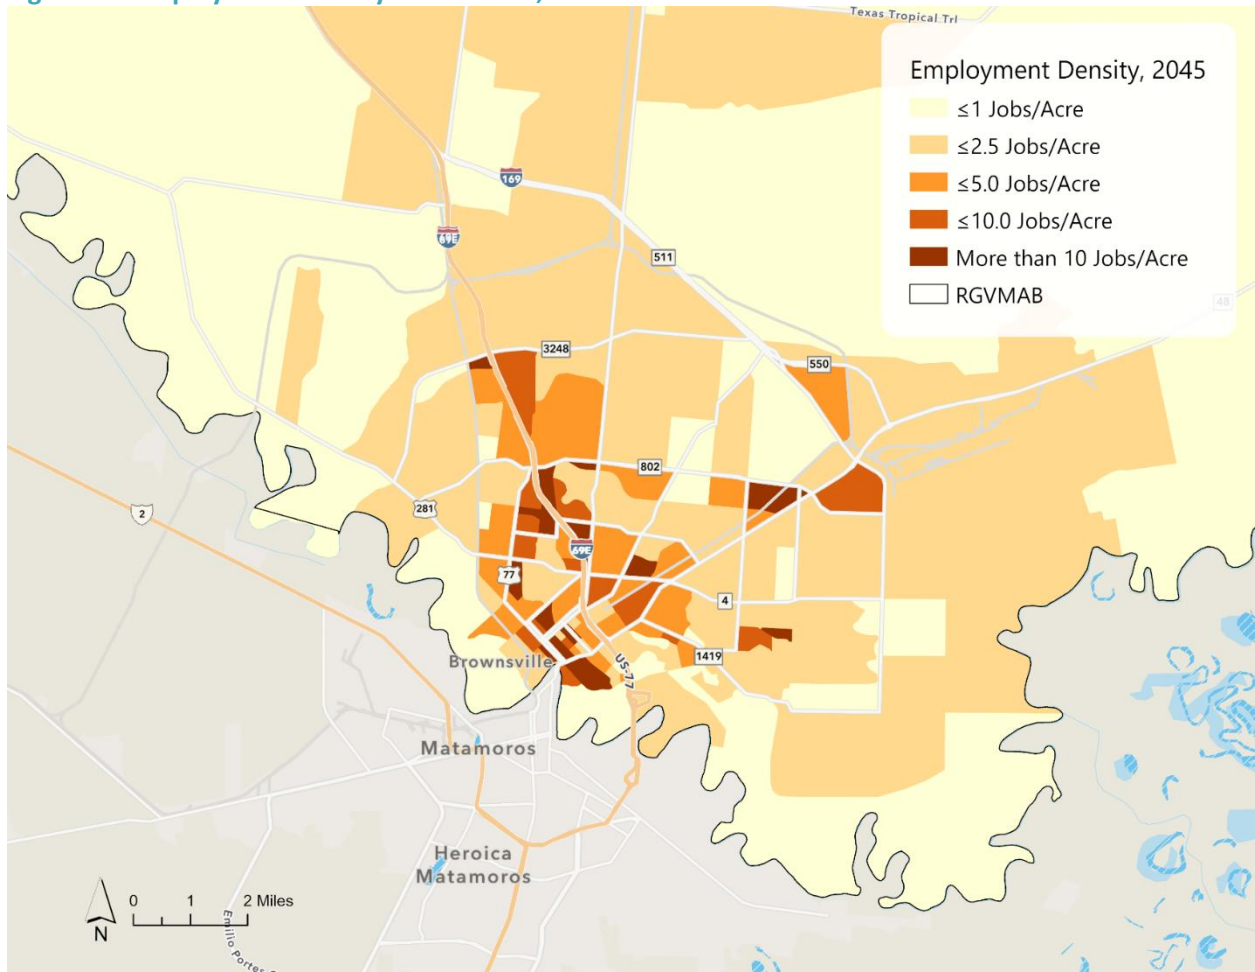 Texas Tropical Trl
Employment Density, 2045
≤1 Jobs/Acre
≤2.5 Jobs/Acre
≤5.0 Jobs/Acre
≤10.0 Jobs/Acre
More than 10 Jobs/Acre
RGVMAB
169
69E
511
48
3248
550
802
281
2
69E
77
4
1419
US-77
Brownsville
Matamoros
Heroica
Matamoros
0 1 2 Miles
N
Emilio Portes